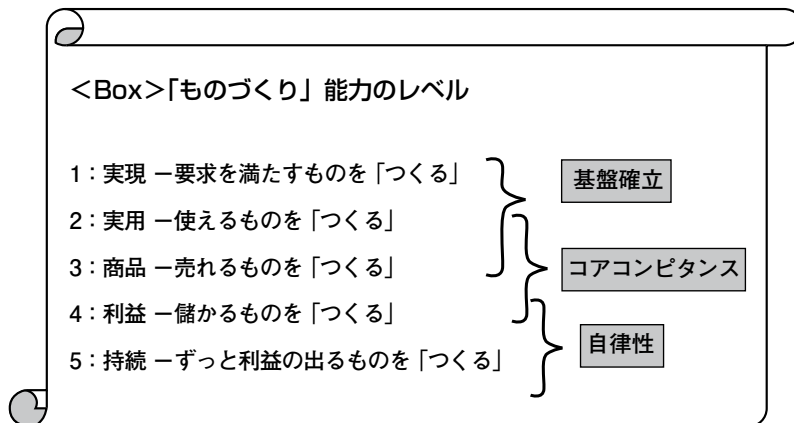 ＜Box＞「ものづくり」能力のレベル
1：実現 －要求を満たすものを「つくる」
基盤確立
2：実用 －使えるものを「つくる」
3：商品 －売れるものを「つくる」
コアコンピタンス
4：利益 －儲かるものを「つくる」
自律性
5：持続 －ずっと利益の出るものを「つくる」